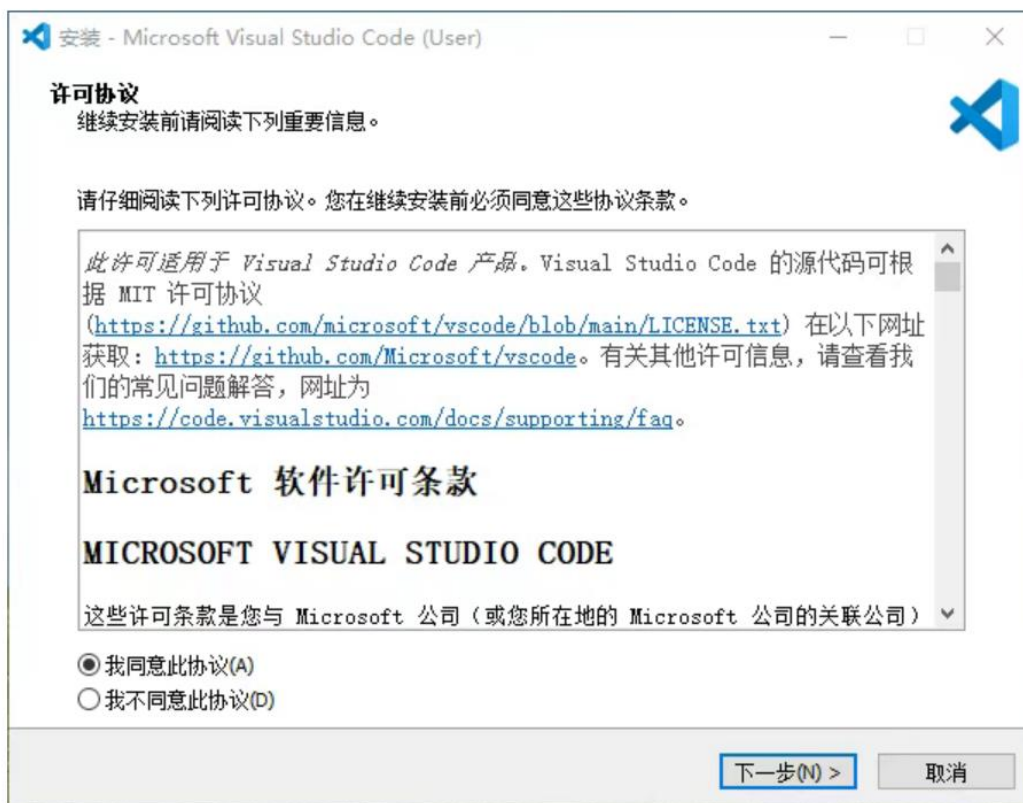 安装 - Microsoft Visual Studio Code (User)
许可协议
继续安装前请阅读下列重要信息。
请仔细阅读下列许可协议。您在继续安装前必须同意这些协议条款。
此许可适用于 Visual Studio Code 产品。Visual Studio Code 的源代码可根
据 MIT 许可协议
(https://github.com/microsoft/vscode/blob/main/LICENSE.txt) 在以下网址
获取：https://github.com/Microsoft/vscode。有关其他许可信息，请查看我
们的常见问题解答，网址为
https://code.visualstudio.com/docs/supporting/faq。
Microsoft 软件许可条款
MICROSOFT VISUAL STUDIO CODE
这些许可条款是您与 Microsoft 公司（或您所在地的 Microsoft 公司的关联公司）
我同意此协议(A)
我不同意此协议(D)
下一步(N) >
取消